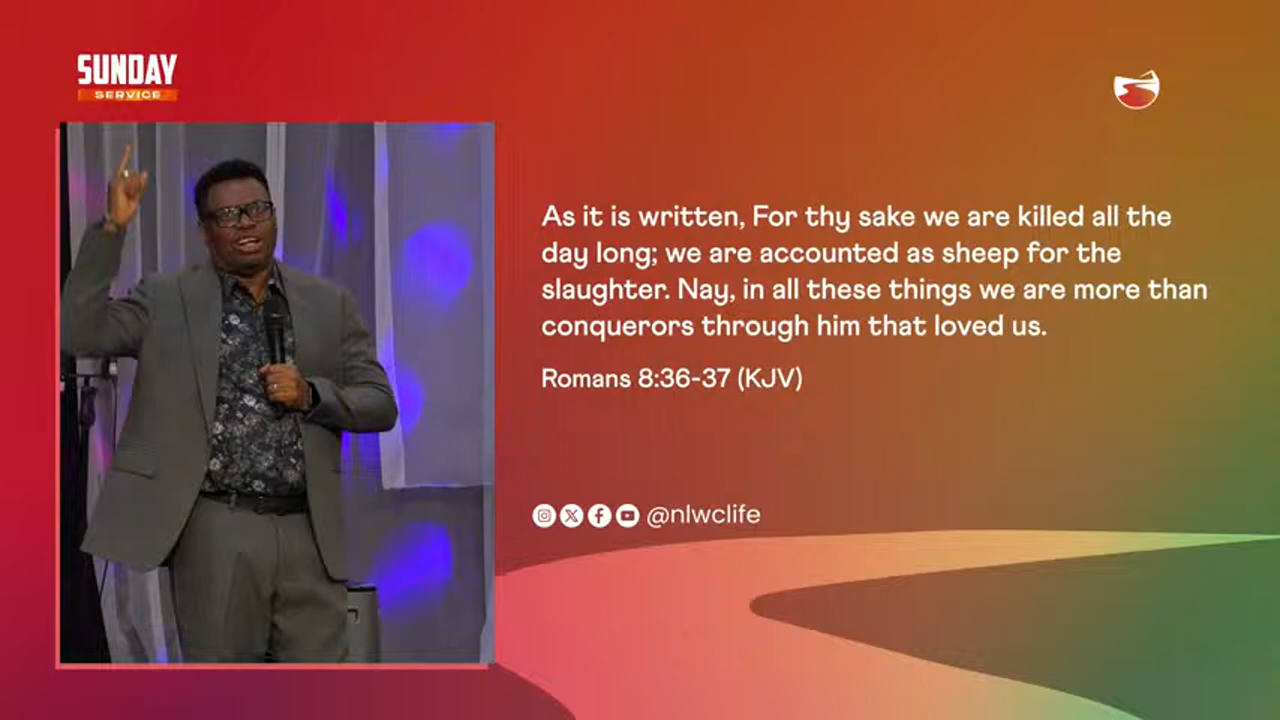 SUNDAY
SERVICE
As it is written, For thy sake we are killed all the
day long; we are accounted as sheep for the
slaughter. Nay, in all these things we are more than
conquerors through him that loved us.
Romans 8:36-37 (KJV)
@nlwclife